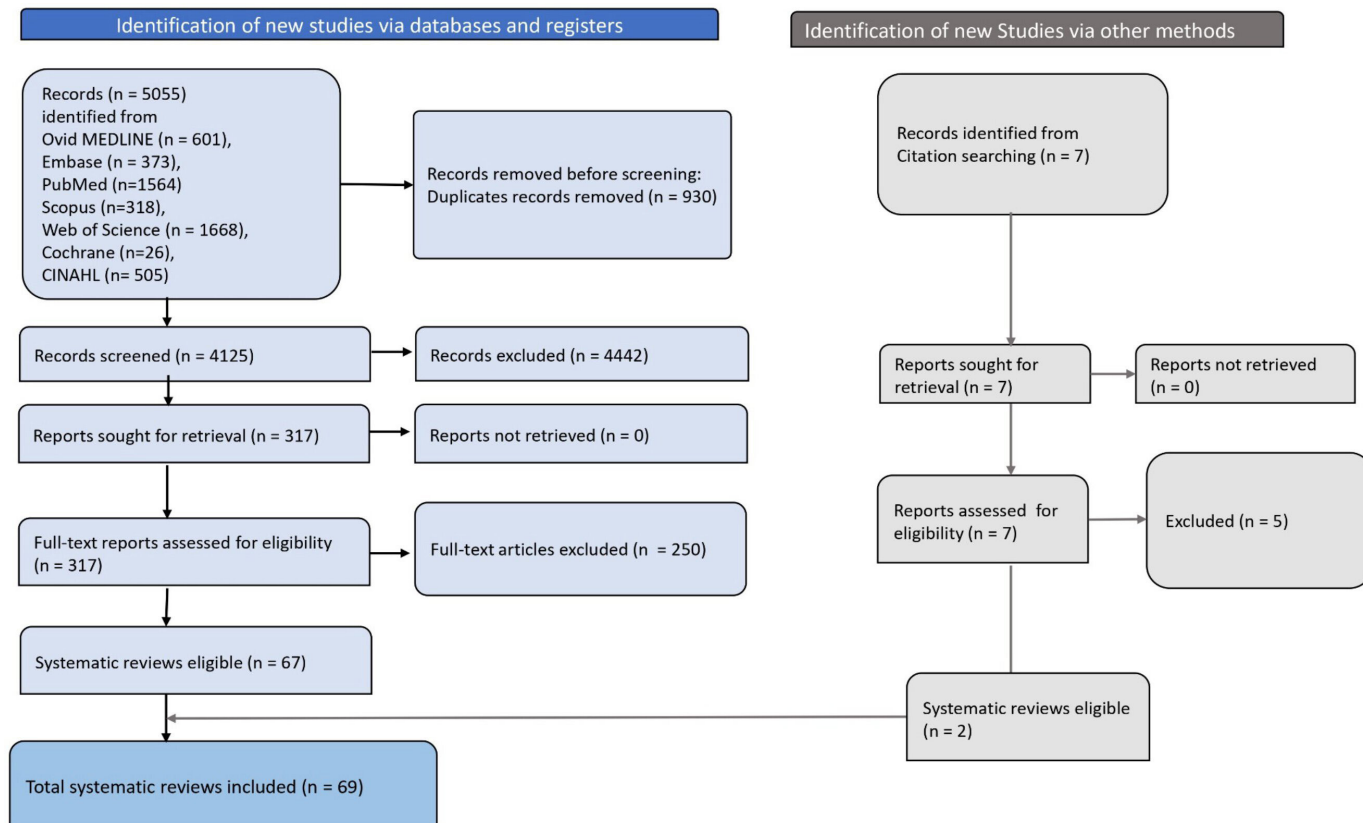 Identification of new studies via databases and registers
Records (n = 5055)
identified from
Ovid MEDLINE (n = 601),
Embase (n = 373),
PubMed (n=1564)
Scopus (n=318),
Web of Science (n = 1668),
Cochrane (n=26),
CINAHL (n= 505)
Records removed before screening:
Duplicates records removed (n = 930)
Records screened (n = 4125)
Records excluded (n = 4442)
Reports sought for retrieval (n = 317)
Reports not retrieved (n = 0)
Full-text reports assessed for eligibility
(n = 317)
Full-text articles excluded (n  = 250)
Systematic reviews eligible (n = 67)
Total systematic reviews included (n = 69)
Identification of new Studies via other methods
Records identified from
Citation searching (n = 7)
Reports sought for
retrieval (n = 7)
Reports not retrieved
(n = 0)
Reports assessed  for
eligibility (n = 7)
Excluded (n = 5)
Systematic reviews eligible
(n = 2)